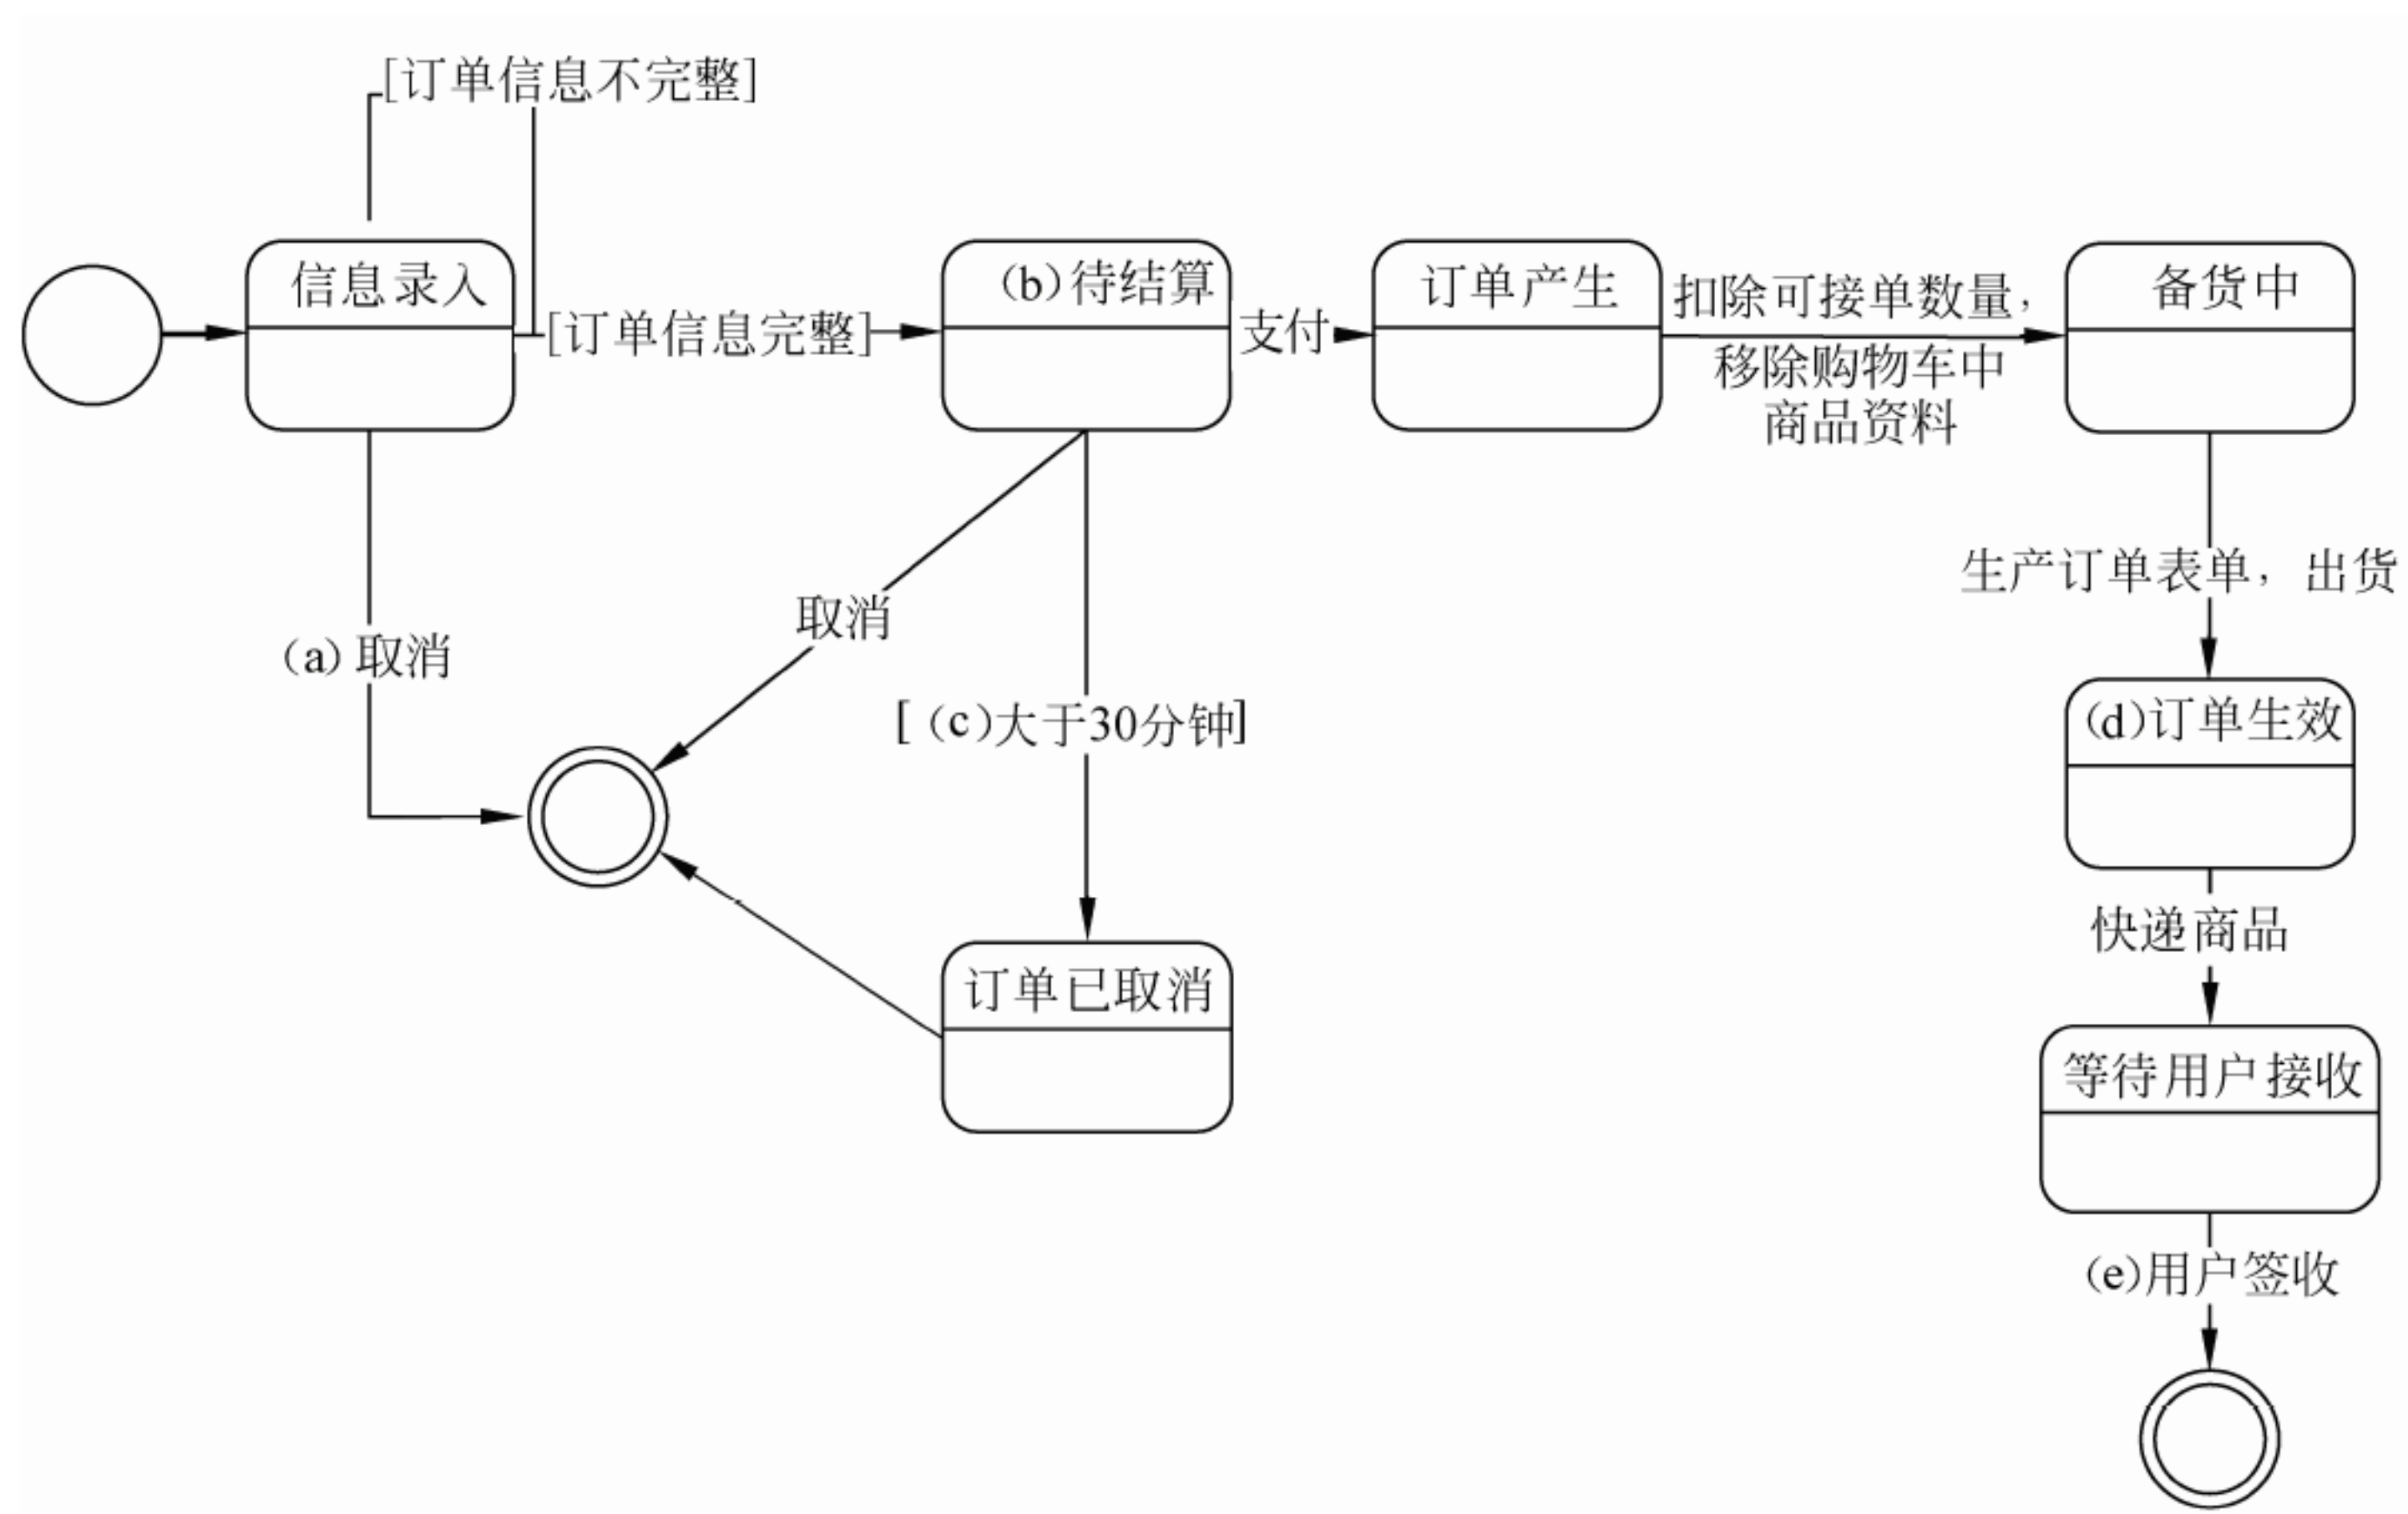 [订单信息不完整]
信息录入
[订单信息完整]
(b)待结算
支付
订单产生
扣除可接单数量，
移除购物车中
商品资料
备货中
生产订单表单，出货
取消
(a)取消
[(c)大于30分钟]
(d)订单生效
快递商品
订单已取消
等待用户接收
(e)用户签收